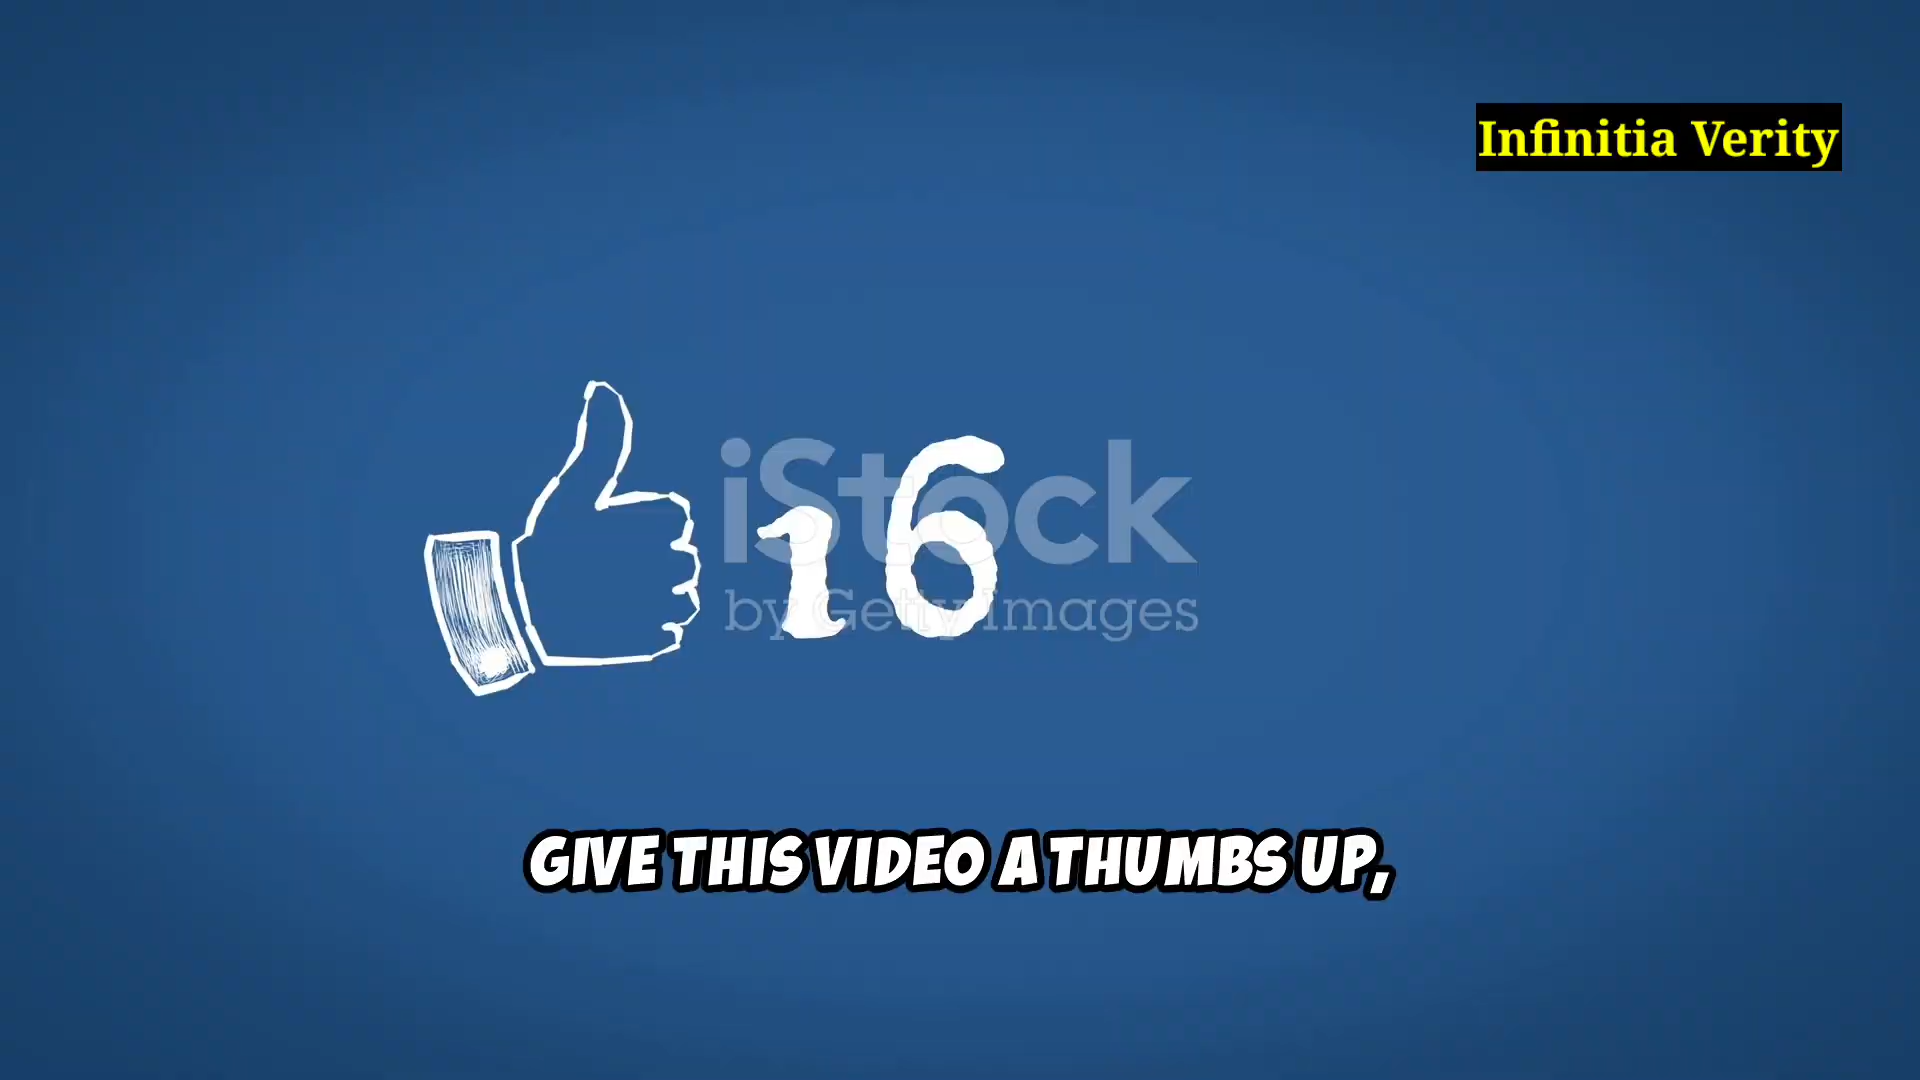 Infinitia Verity
iStock
16
by Getty Images
GIVE THIS VIDEO A THUMBS UP,